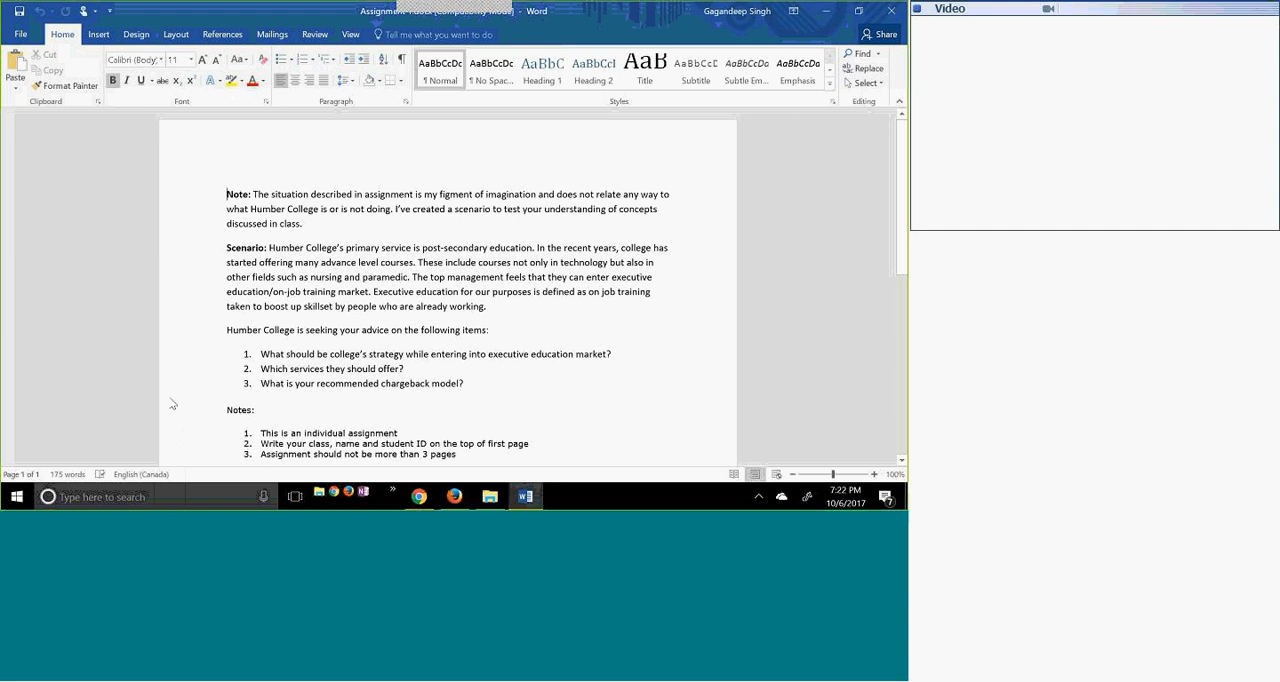 Assignment Word
Gagandeep Singh
Video
File Home Insert Design Layout References Mailings Review View Tell me what you want to do Share
Paste
Cut
Copy
Format Painter
Calibri (Body) 11
AaBbCcDc AaBbCcDc AaBbC AaBbCcI AaB AaBbCcD AaBbCcDa AaBbCcDa
¶ Normal ¶ No Spac... Heading 1 Heading 2 Title Subtitle Subtle Em... Emphasis
Find
Replace
Select
Clipboard Font Paragraph Styles Editing
Note: The situation described in assignment is my figment of imagination and does not relate any way to
what Humber College is or is not doing. I've created a scenario to test your understanding of concepts
discussed in class.
Scenario: Humber College's primary service is post-secondary education. In the recent years, college has
started offering many advance level courses. These include courses not only in technology but also in
other fields such as nursing and paramedic. The top management feels that they can enter executive
education/on-job training market. Executive education for our purposes is defined as on job training
taken to boost up skillset by people who are already working.
Humber College is seeking your advice on the following items:
1. What should be college's strategy while entering into executive education market?
2. Which services they should offer?
3. What is your recommended chargeback model?
Notes:
1. This is an individual assignment
2. Write your class, name and student ID on the top of first page
3. Assignment should not be more than 3 pages
Page 1 of 1 175 words English (Canada) 100%
Type here to search
7:22 PM
10/6/2017
7